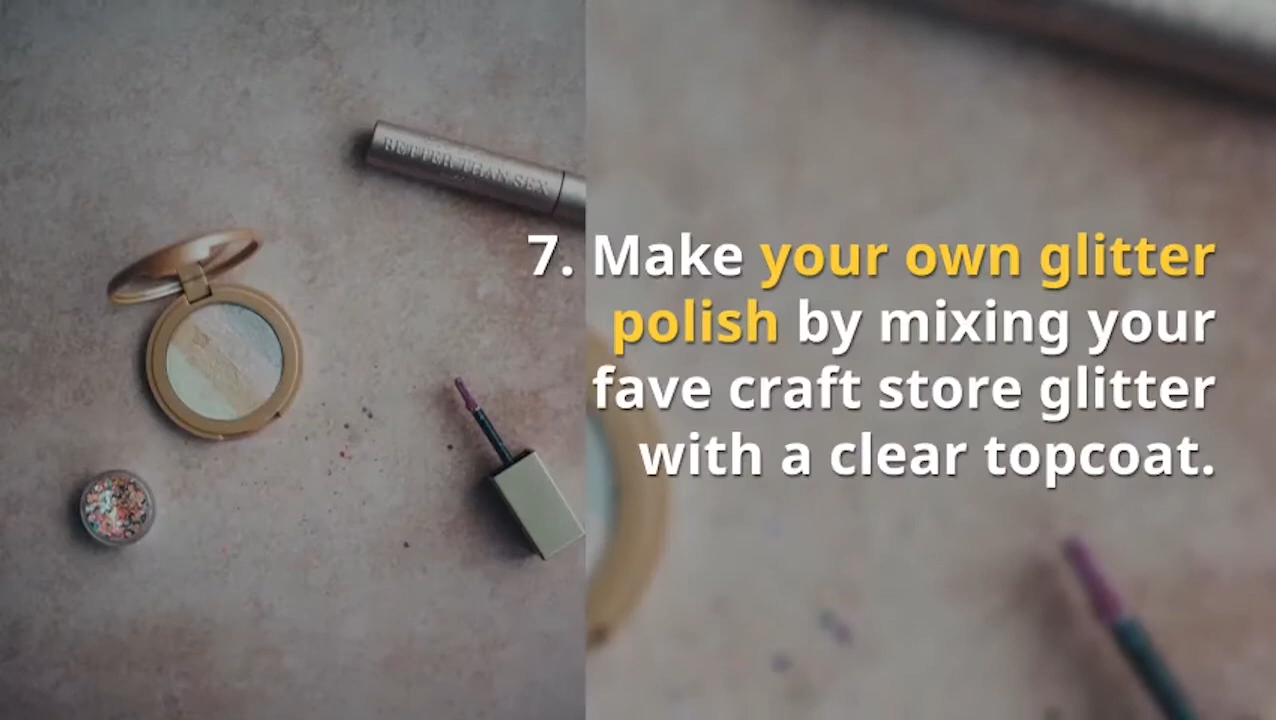 BETTER THAN SEX
7. Make your own glitter
polish by mixing your
fave craft store glitter
with a clear topcoat.